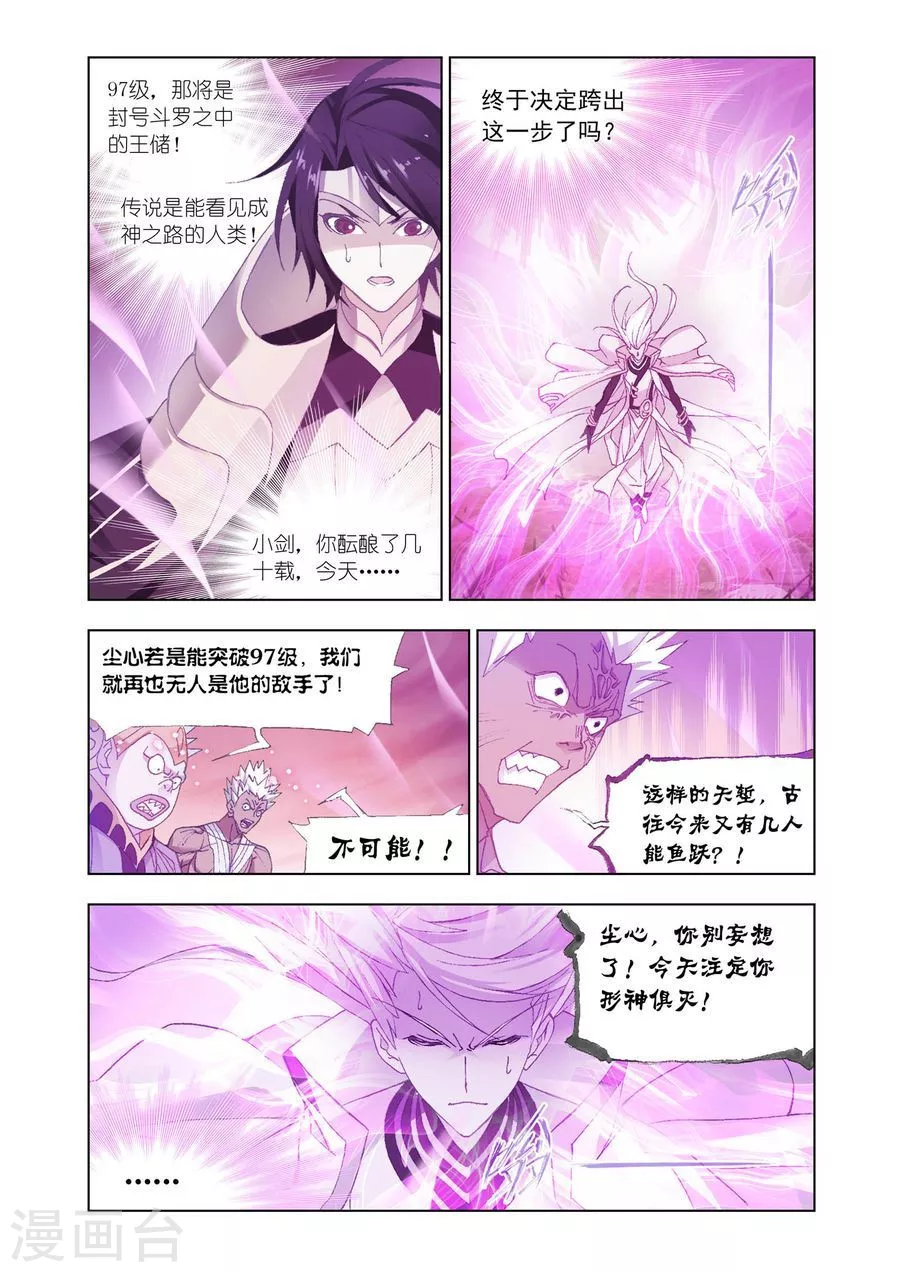 97级，那将是
封号斗罗之中
的王储！
传说是能看见成
神之路的人类！
小剑，你酝酿了几
十载，今天……
终于决定跨出
这一步了吗？
尘心若是能突破97级，我们
就再也无人是他的敌手了！
不可能！！
这样的天堑，古
往今来又有几人
能鱼跃？！
尘心，你别妄想
了！今天注定你
形神俱灭！
……
漫画台